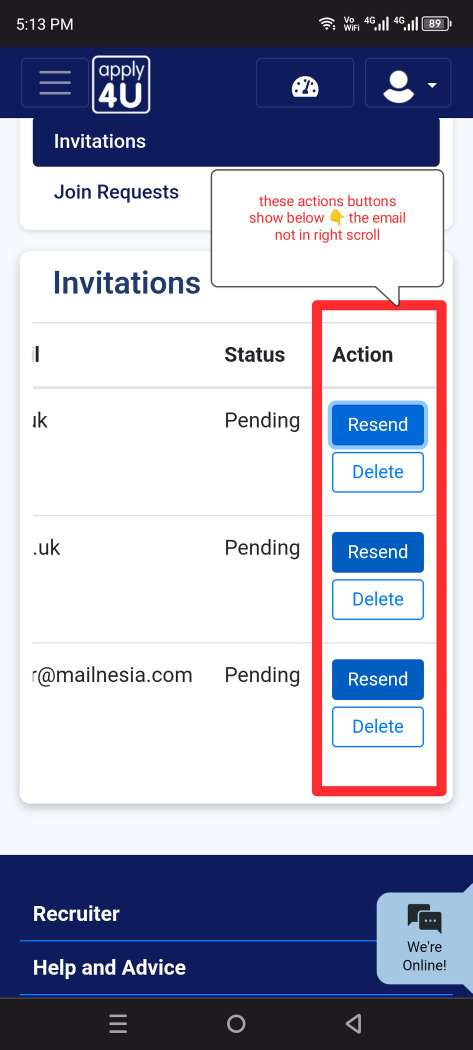 5:13 PM
Vo WiFi 4G 4G 89
apply
4U
Invitations
Join Requests
these actions buttons
show below 👇 the email
not in right scroll
Invitations
l Status Action
uk Pending Resend
Delete
.uk Pending Resend
Delete
r@mailnesia.com Pending Resend
Delete
Recruiter
We're
Online!
Help and Advice